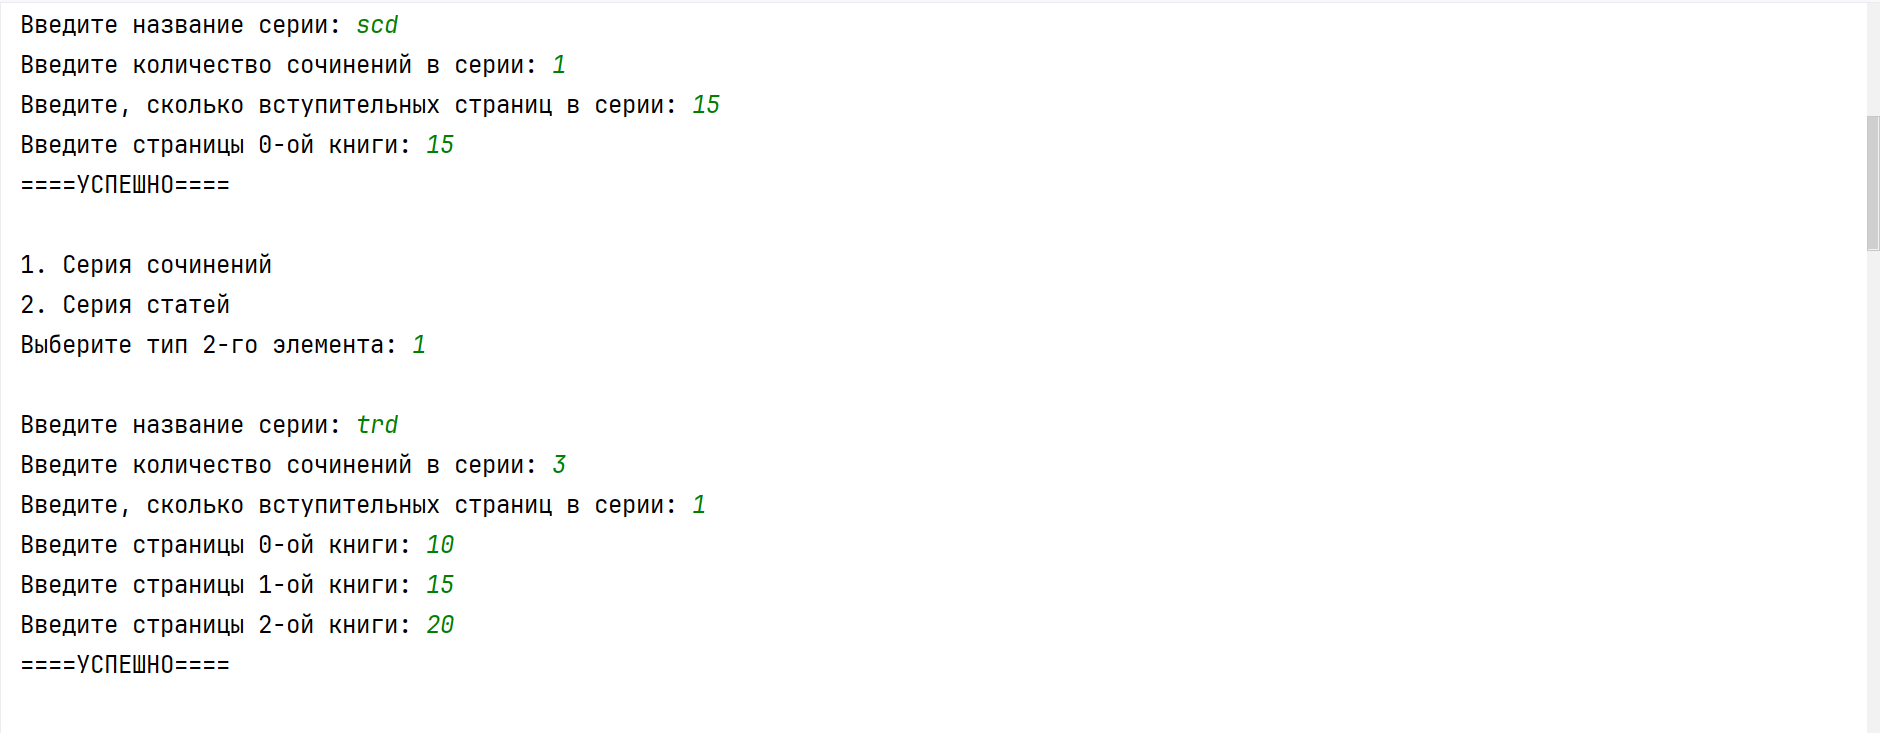 Введите название серии: scd
Введите количество сочинений в серии: 1
Введите, сколько вступительных страниц в серии: 15
Введите страницы 0-ой книги: 15
====УСПЕШНО====
1. Серия сочинений
2. Серия статей
Выберите тип 2-го элемента: 1
Введите название серии: trd
Введите количество сочинений в серии: 3
Введите, сколько вступительных страниц в серии: 1
Введите страницы 0-ой книги: 10
Введите страницы 1-ой книги: 15
Введите страницы 2-ой книги: 20
====УСПЕШНО====